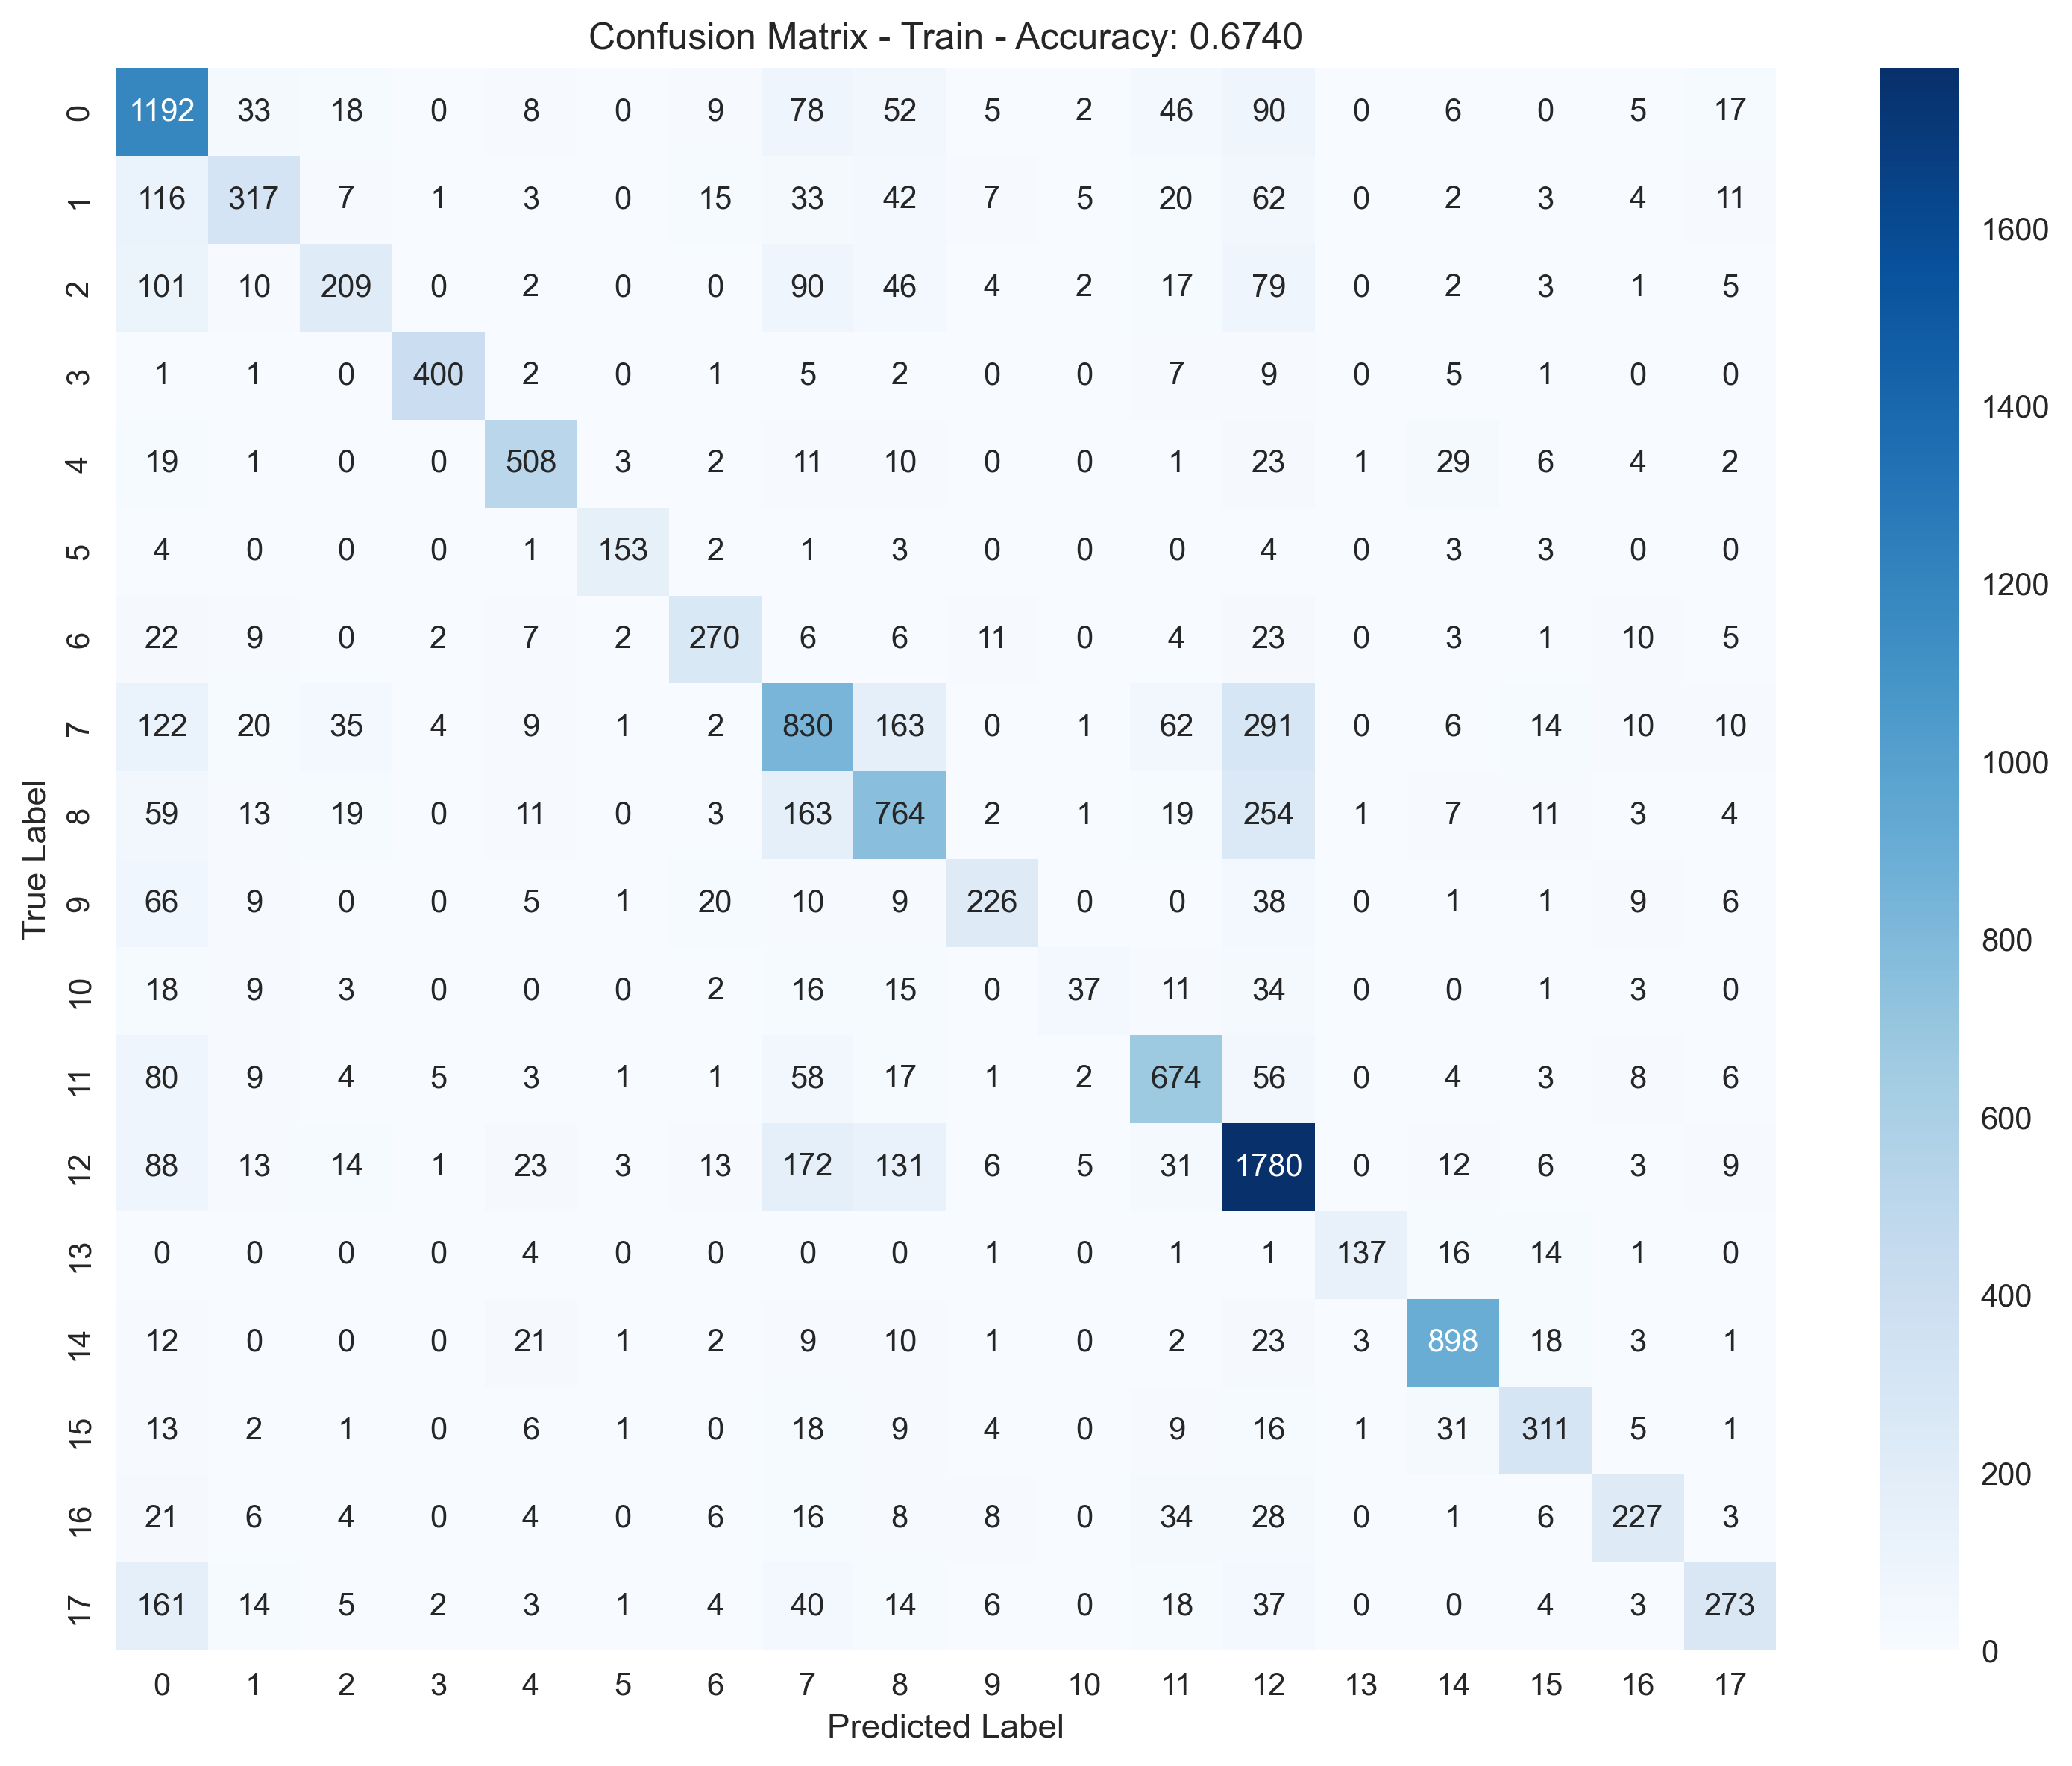 Confusion Matrix - Train - Accuracy: 0.6740
0 1192 33 18 0 8 0 9 78 52 5 2 46 90 0 6 0 5 17
1 116 317 7 1 3 0 15 33 42 7 5 20 62 0 2 3 4 11
2 101 10 209 0 2 0 0 90 46 4 2 17 79 0 2 3 1 5
3 1 1 0 400 2 0 1 5 2 0 0 7 9 0 5 1 0 0
4 19 1 0 0 508 3 2 11 10 0 0 1 23 1 29 6 4 2
5 4 0 0 0 1 153 2 1 3 0 0 0 4 0 3 3 0 0
6 22 9 0 2 7 2 270 6 6 11 0 4 23 0 3 1 10 5
7 122 20 35 4 9 1 2 830 163 0 1 62 291 0 6 14 10 10
8 59 13 19 0 11 0 3 163 764 2 1 19 254 1 7 11 3 4
9 66 9 0 0 5 1 20 10 9 226 0 0 38 0 1 1 9 6
10 18 9 3 0 0 0 2 16 15 0 37 11 34 0 0 1 3 0
11 80 9 4 5 3 1 1 58 17 1 2 674 56 0 4 3 8 6
12 88 13 14 1 23 3 13 172 131 6 5 31 1780 0 12 6 3 9
13 0 0 0 0 4 0 0 0 0 1 0 1 1 137 16 14 1 0
14 12 0 0 0 21 1 2 9 10 1 0 2 23 3 898 18 3 1
15 13 2 1 0 6 1 0 18 9 4 0 9 16 1 31 311 5 1
16 21 6 4 0 4 0 6 16 8 8 0 34 28 0 1 6 227 3
17 161 14 5 2 3 1 4 40 14 6 0 18 37 0 0 4 3 273
0 1 2 3 4 5 6 7 8 9 10 11 12 13 14 15 16 17
Predicted Label
True Label
1600
1400
1200
1000
800
600
400
200
0